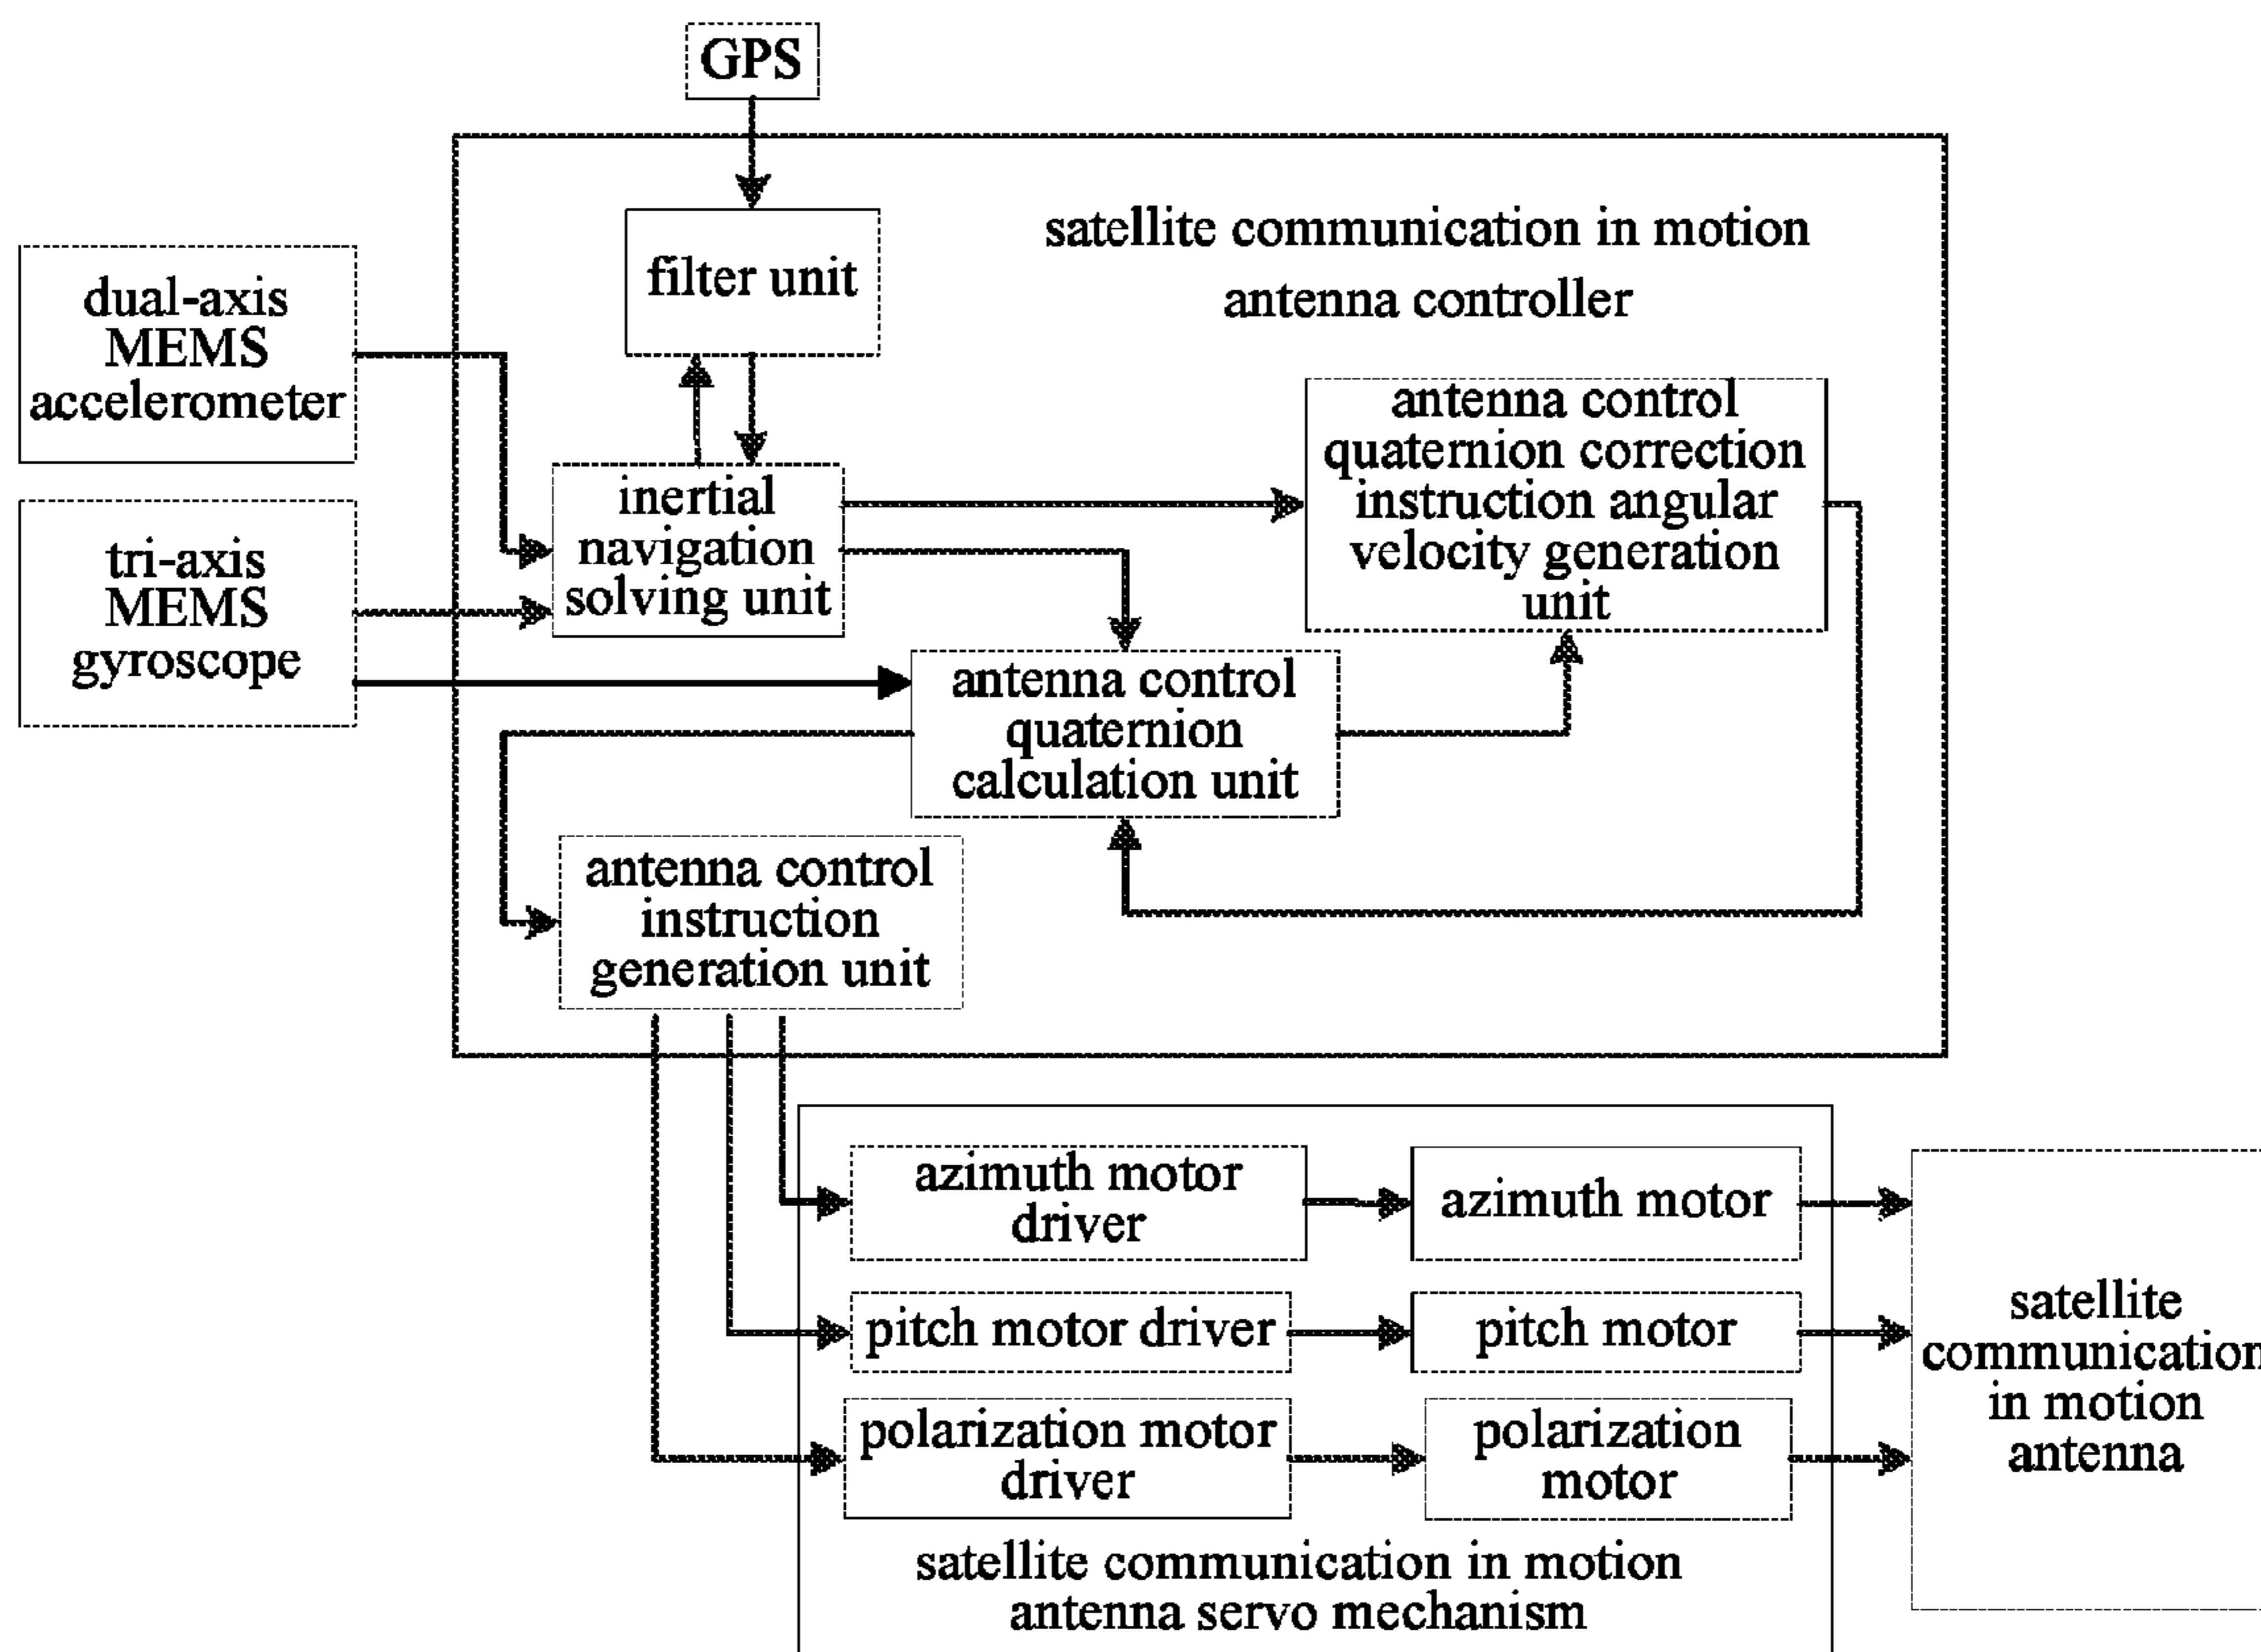 GPS
satellite communication in motion
antenna controller
filter unit
dual-axis
MEMS
accelerometer
antenna control
quaternion correction
instruction angular
velocity generation
unit
inertial
navigation
solving unit
tri-axis
MEMS
gyroscope
antenna control
quaternion
calculation unit
antenna control
instruction
generation unit
azimuth motor
driver
azimuth motor
pitch motor driver
pitch motor
polarization motor
driver
polarization
motor
satellite
communication
in motion
antenna
satellite communication in motion
antenna servo mechanism